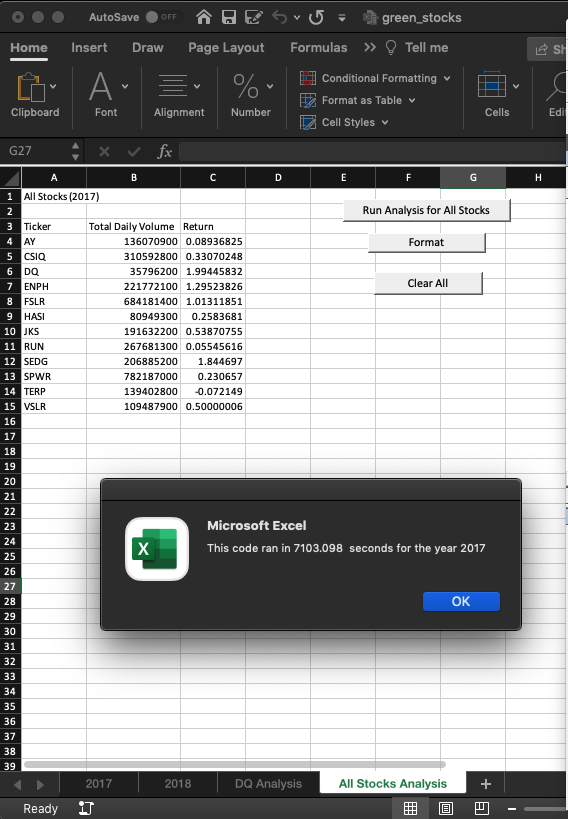 AutoSave OFF green_stocks
Home Insert Draw Page Layout Formulas >> Tell me Sh
Clipboard Font Alignment Number Conditional Formatting Format as Table Cell Styles Cells Edi
G27 fx
A B C D E F G H
1 All Stocks (2017)
2 Run Analysis for All Stocks
3 Ticker Total Daily Volume Return
4 AY 136070900 0.08936825 Format
5 CSIQ 310592800 0.33070248
6 DQ 35796200 1.99445832
7 ENPH 221772100 1.29523826 Clear All
8 FSLR 684181400 1.01311851
9 HASI 80949300 0.2583681
10 JKS 191632200 0.53870755
11 RUN 267681300 0.05545616
12 SEDG 206885200 1.844697
13 SPWR 782187000 0.230657
14 TERP 139402800 -0.072149
15 VSLR 109487900 0.50000006
16
17
18
19
20
21
22
23
24
25
26
27
28
29
30
31
32
33
34
35
36
37
38
39
Microsoft Excel
This code ran in 7103.098  seconds for the year 2017
OK
2017 2018 DQ Analysis All Stocks Analysis +
Ready